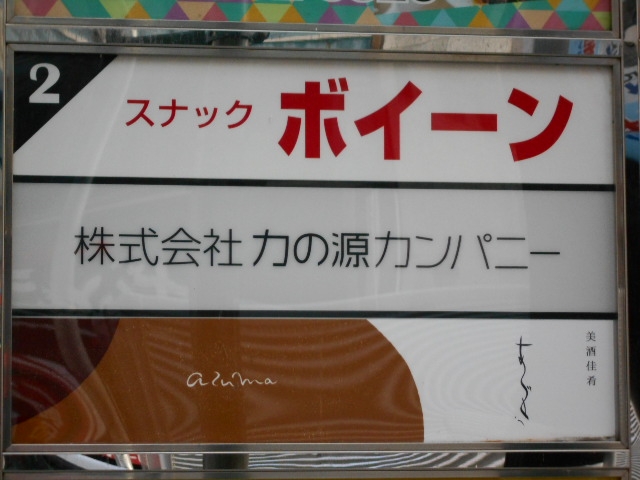 2
スナック ボイーン
株式会社 力の源カンパニー
azuma
美酒佳肴